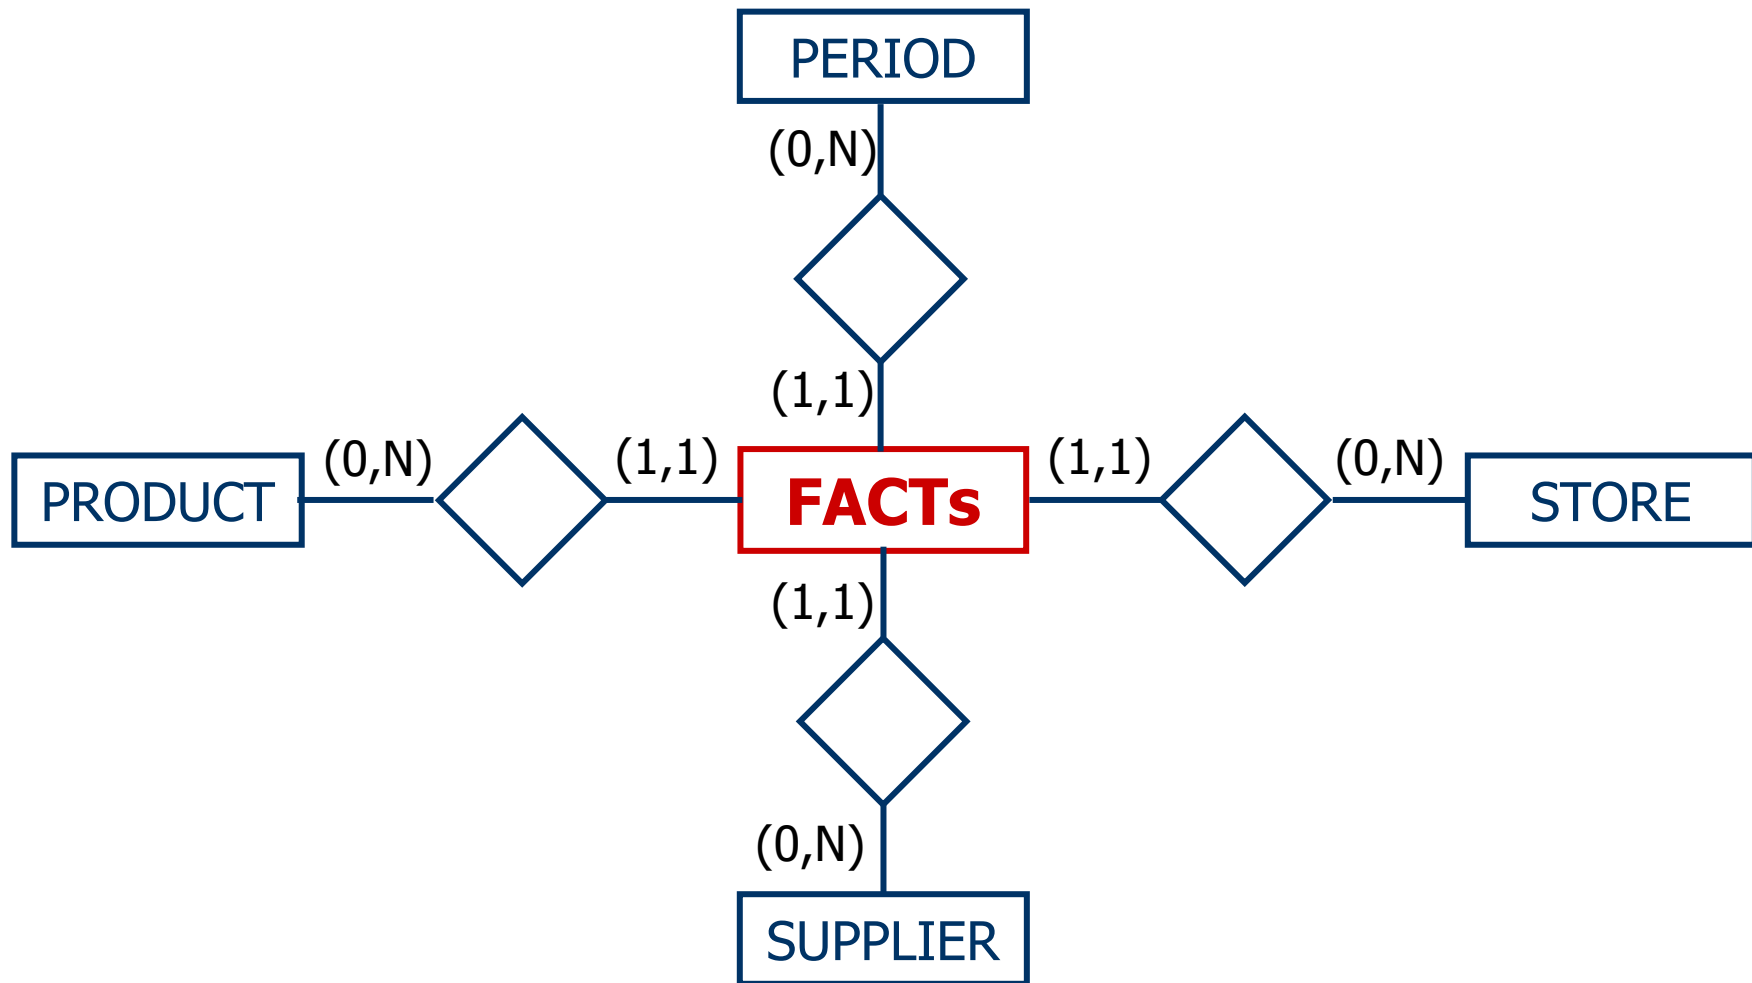 PERIOD
(0,N)
(1,1)
PRODUCT (0,N) (1,1) FACTs (1,1) (0,N) STORE
(1,1)
(0,N)
SUPPLIER